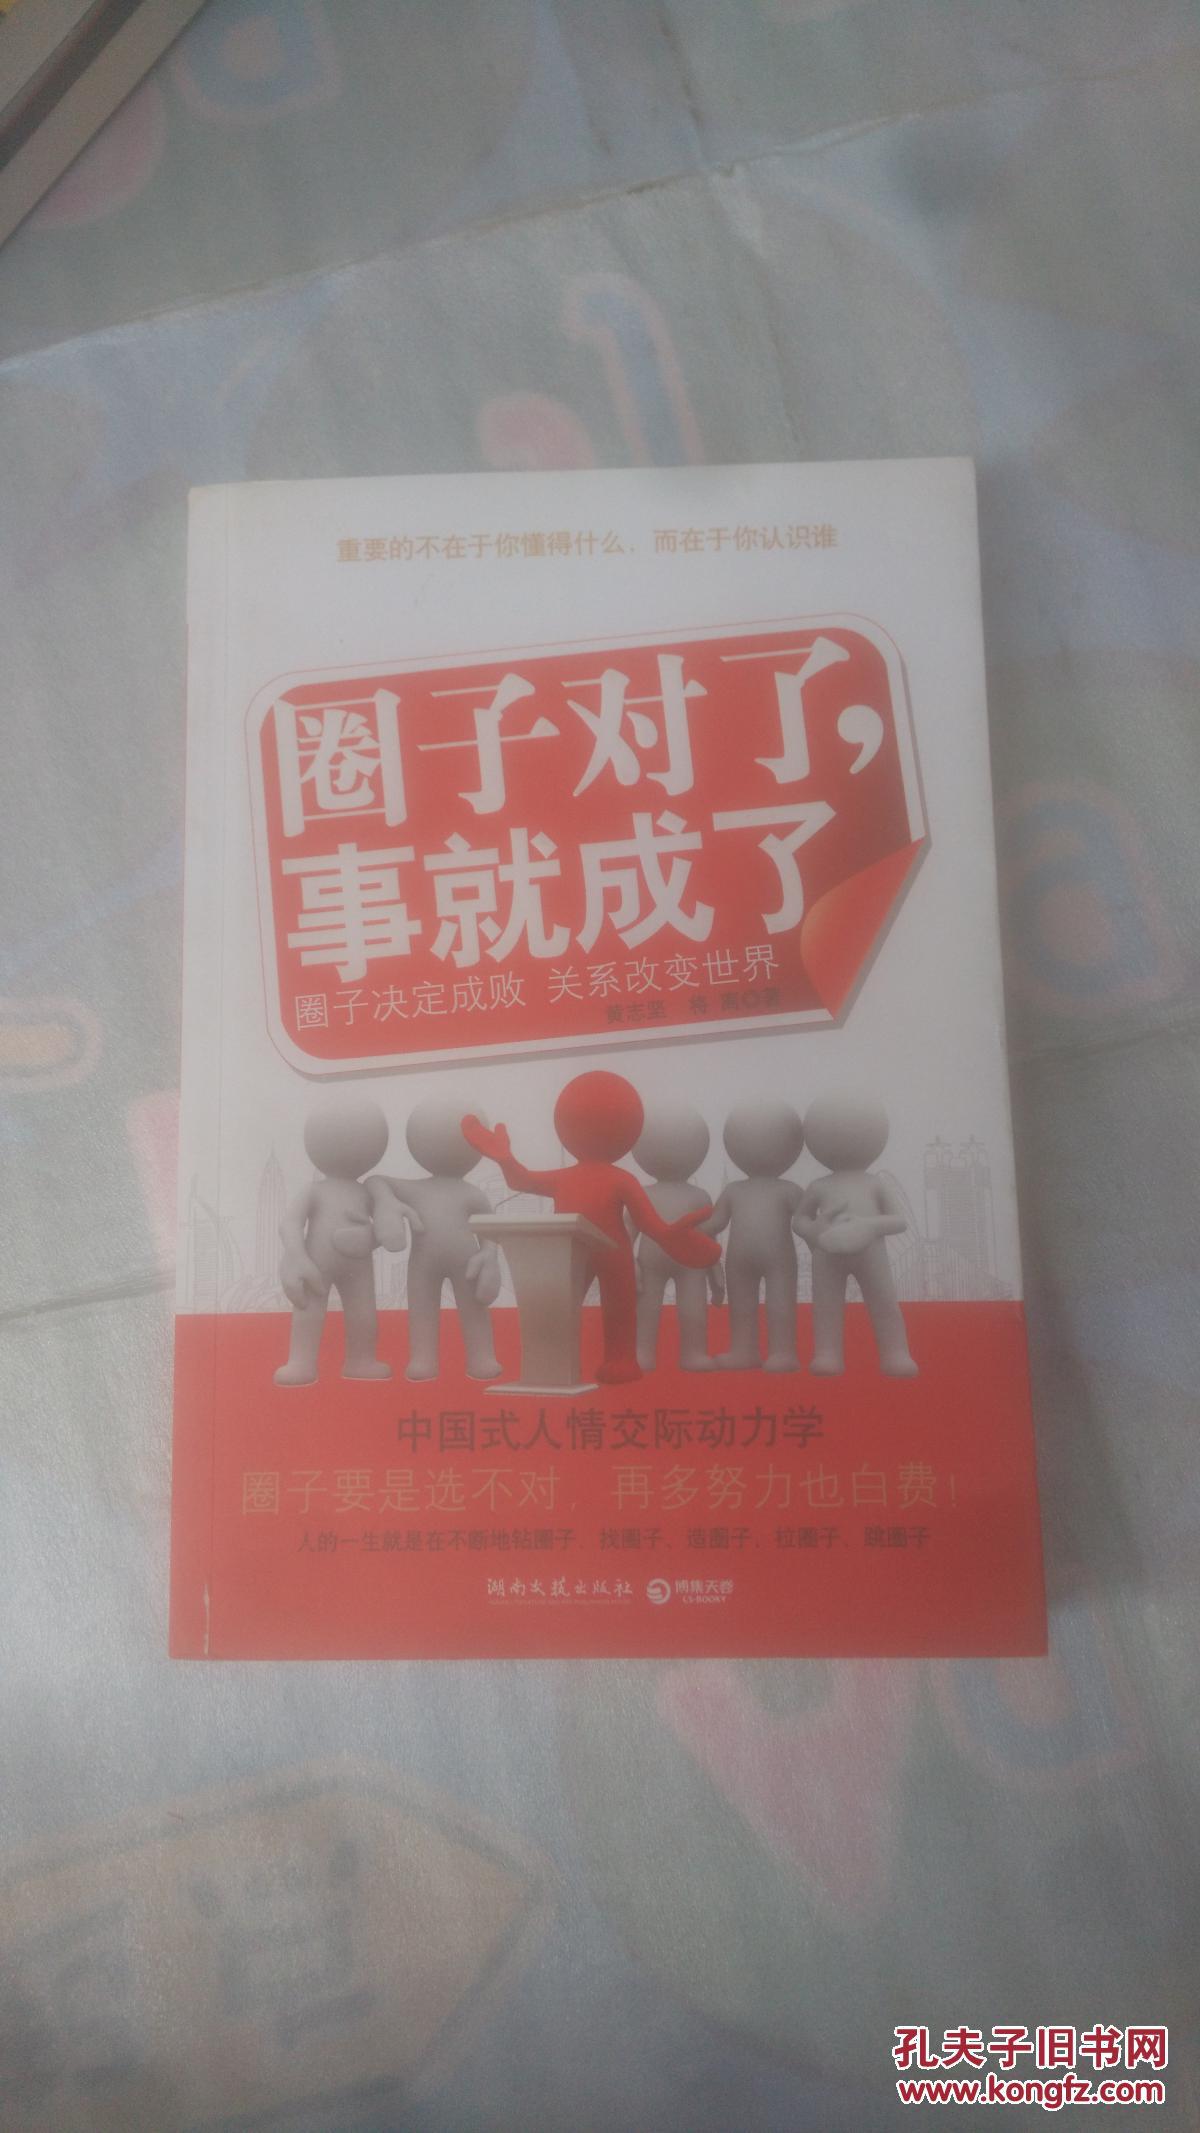 重要的不在于你懂得什么，而在于你认识谁
圈子对了，
事就成了
圈子决定成败 关系改变世界
黄志坚 将 离◎著
中国式人情交际动力学
圈子要是选不对，再多努力也白费！
人的一生就是在不断地钻圈子、找圈子、造圈子、拉圈子、跳圈子
湖南文艺出版社 博集天卷
CS-BOOKY
孔夫子旧书网
www.kongfz.com